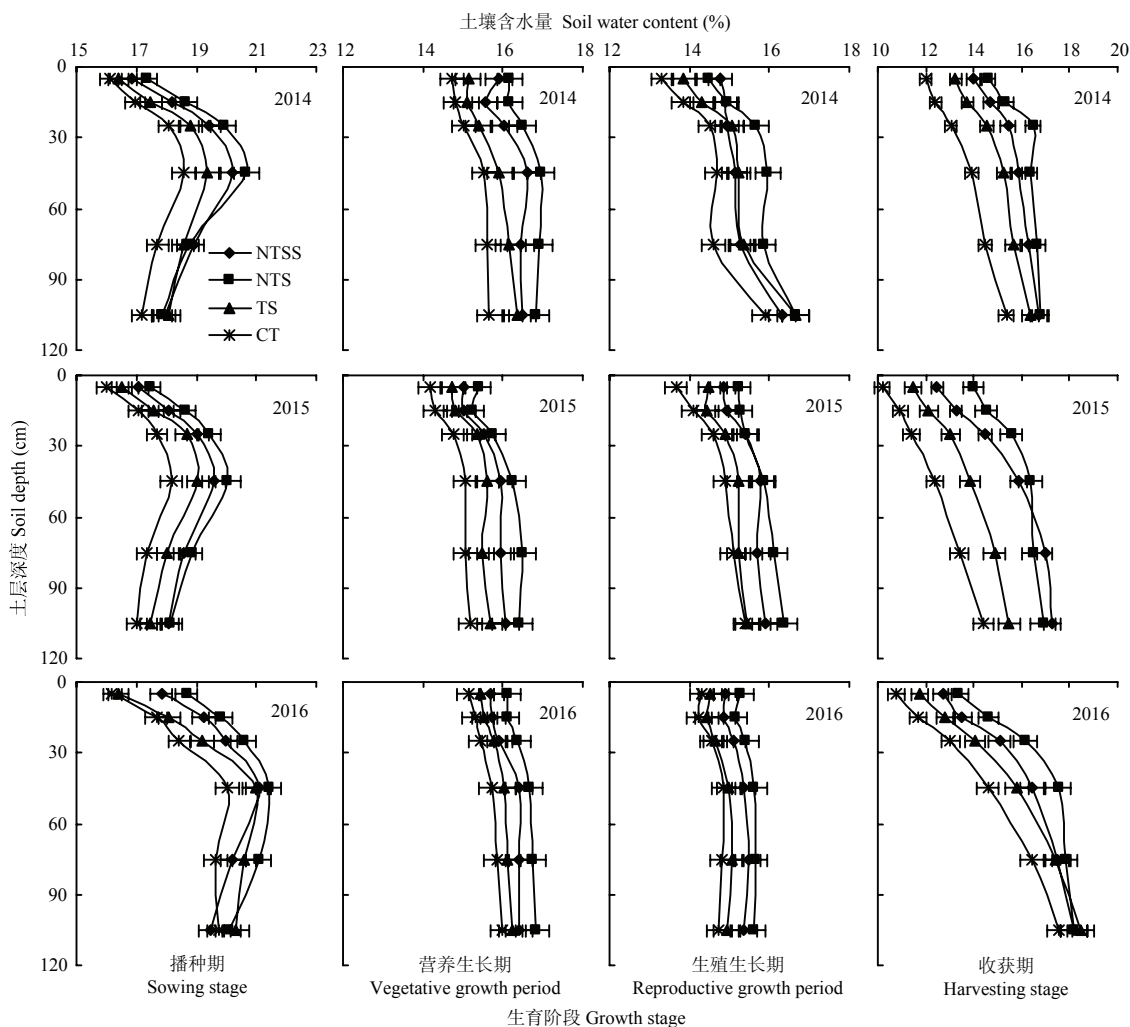 土壤含水量 Soil water content (%)
15 17 19 21 23
12 14 16 18
12 14 16 18
10 12 14 16 18 20
0
30
60
90
120
2014
2014
2014
2014
NTSS
NTS
TS
CT
土层深度 Soil depth (cm)
0
30
60
90
120
2015
2015
2015
2015
0
30
60
90
120
2016
2016
2016
2016
播种期
Sowing stage
营养生长期
Vegetative growth period
生殖生长期
Reproductive growth period
收获期
Harvesting stage
生育阶段 Growth stage